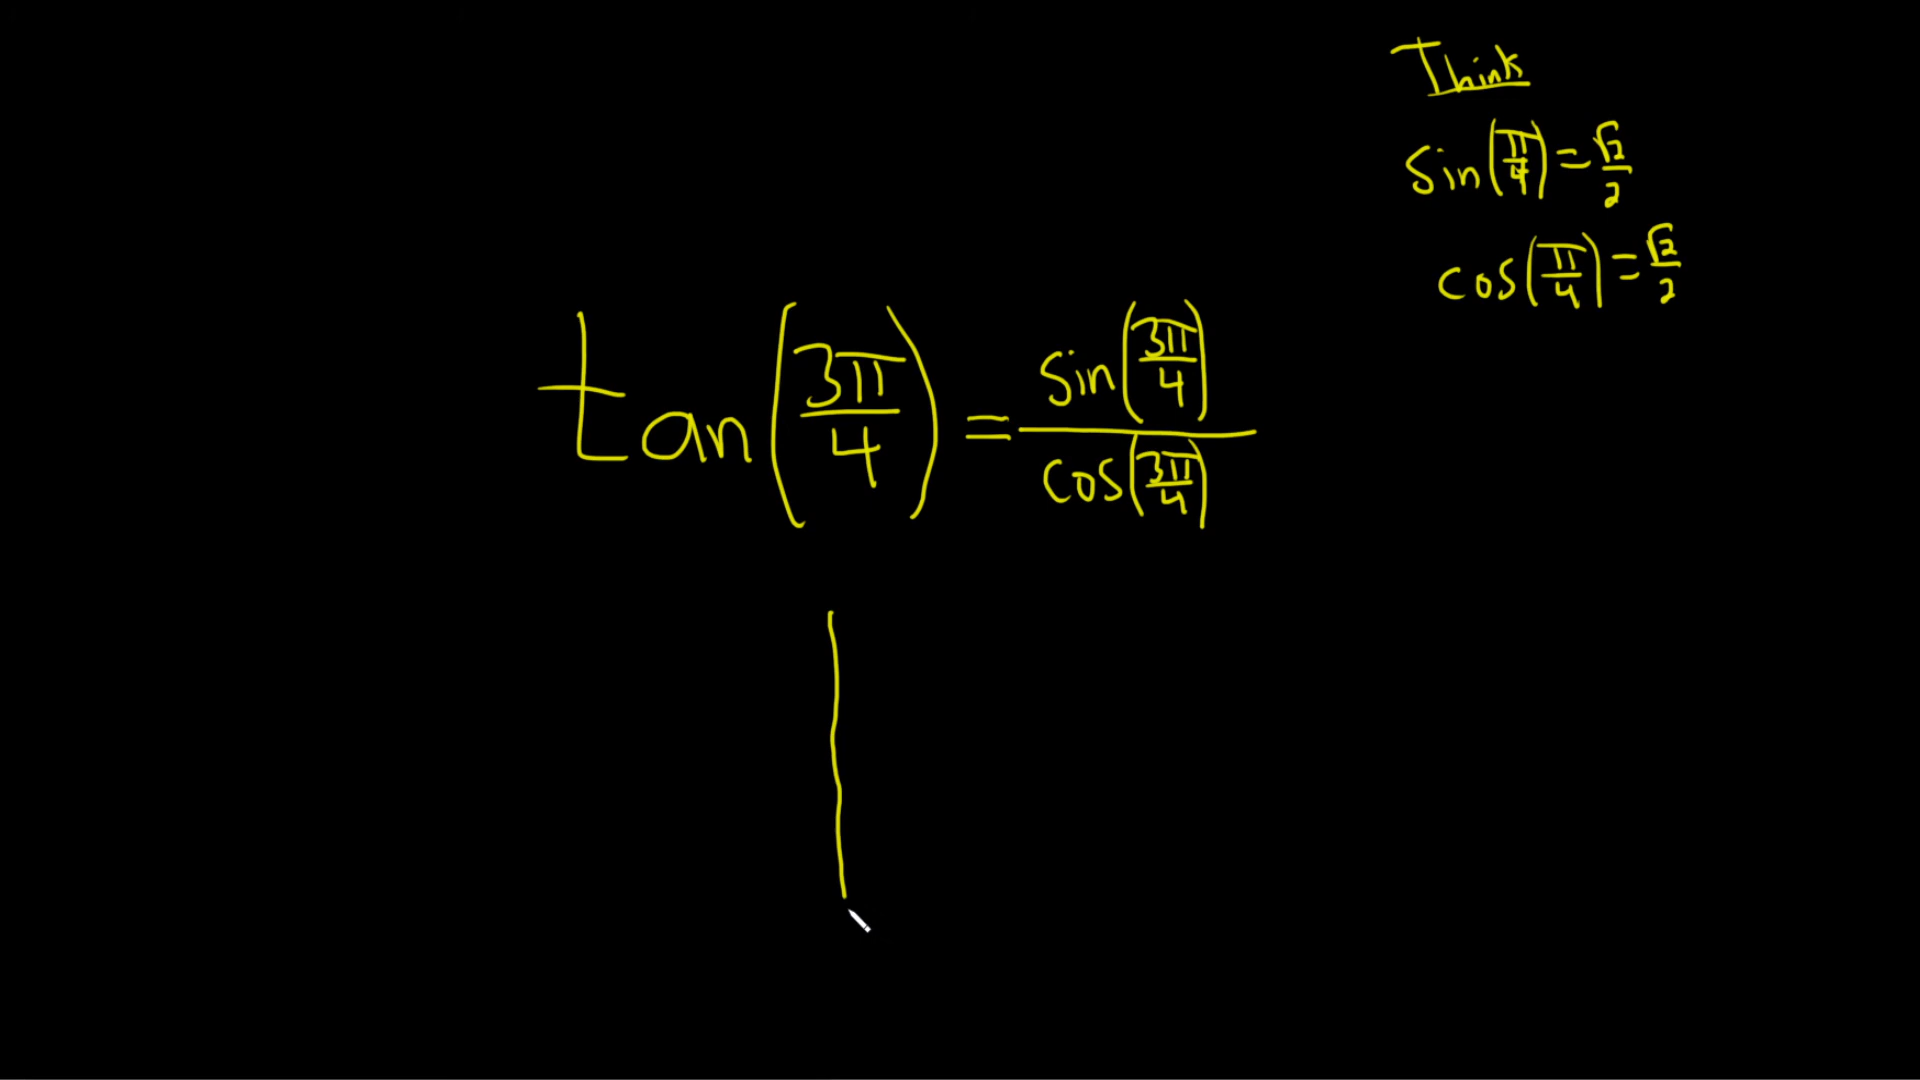 Think
sin(π/4) = √2/2
cos(π/4) = √2/2
tan(3π/4) = sin(3π/4)/cos(3π/4)